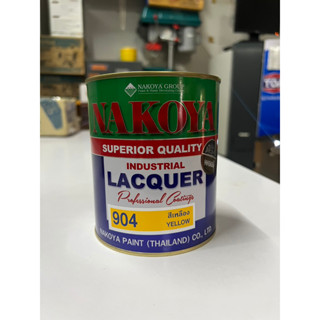 NAKOYA GROUP
NAKOYA
SUPERIOR QUALITY
INDUSTRIAL
LACQUER
Professional Coatings
904
สีเหลือง
YELLOW
NAKOYA PAINT (THAILAND) CO., LTD.